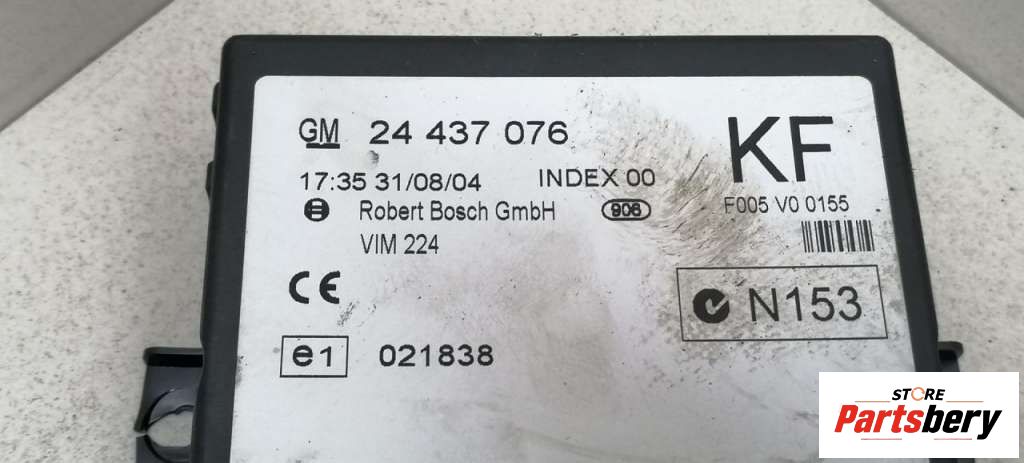 GM 24 437 076
KF
17:35 31/08/04 INDEX 00
F005 V0 0155
Robert Bosch GmbH 906
VIM 224
CE
N153
e1 021838
STORE
Partsbery